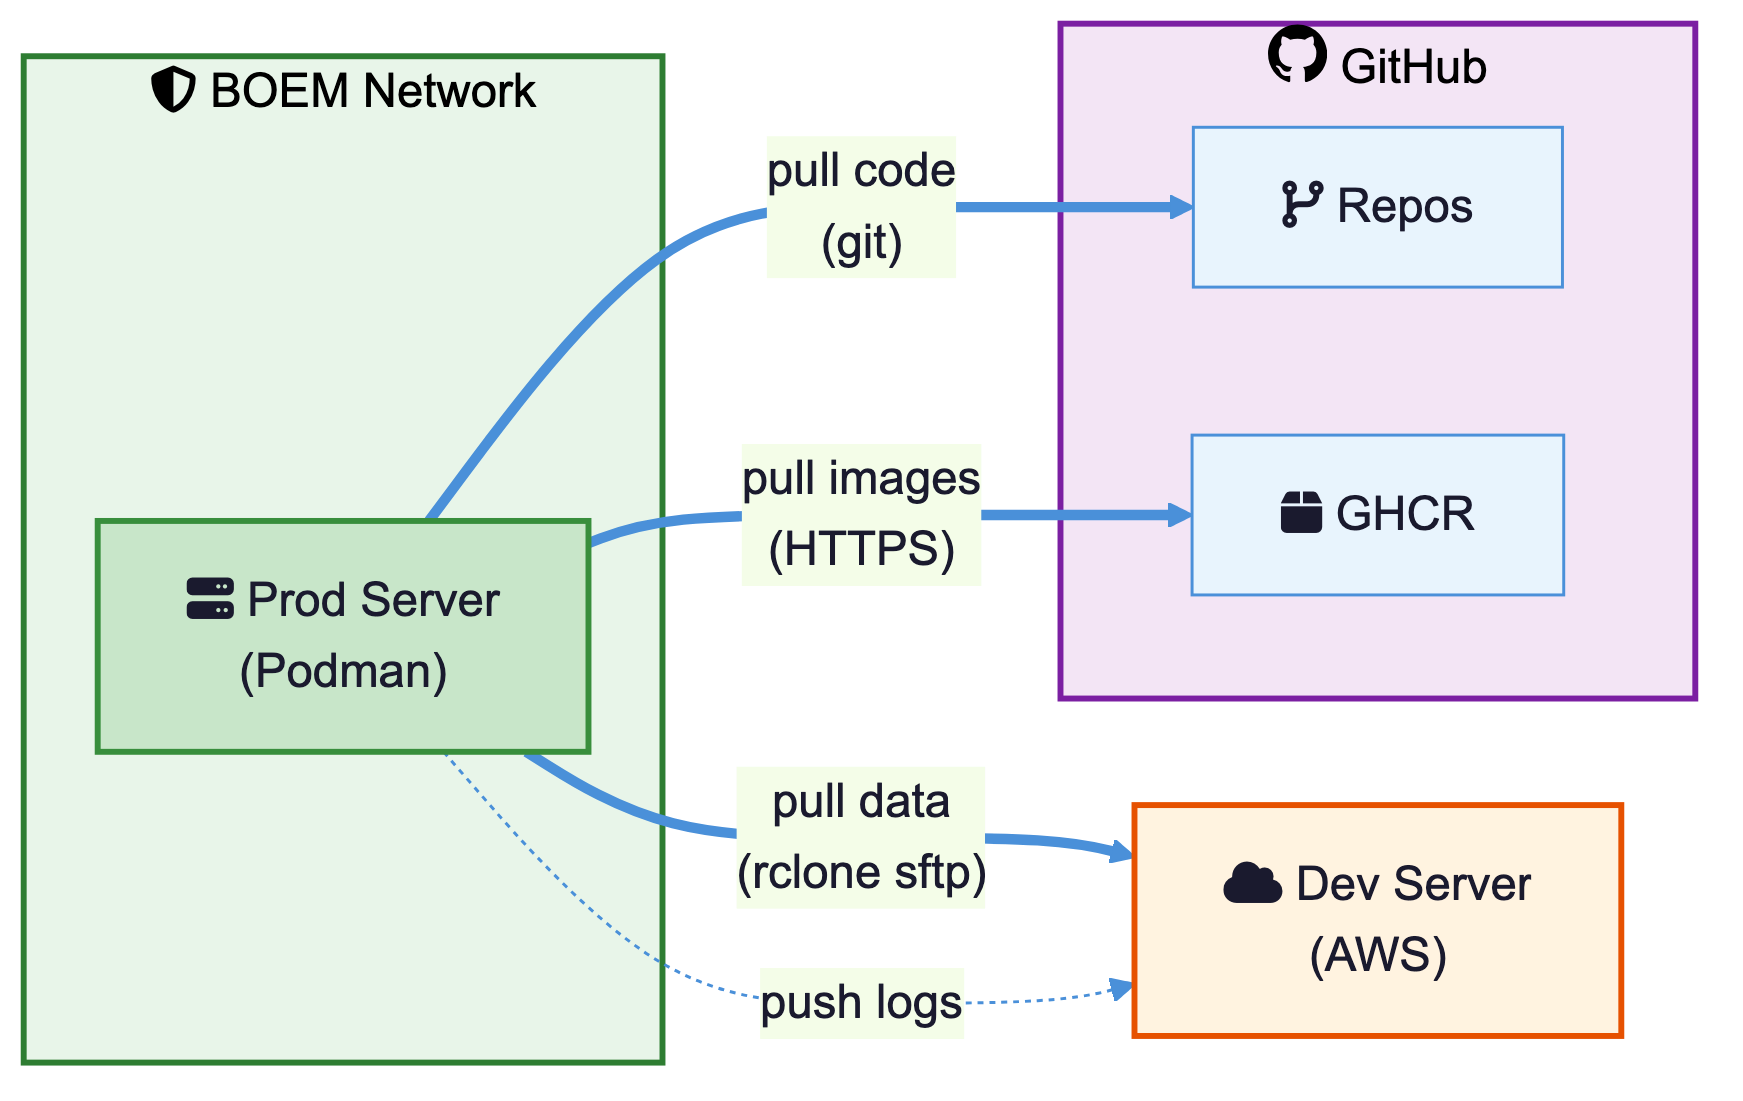 BOEM Network
GitHub
pull code
(git)
Repos
pull images
(HTTPS)
GHCR
Prod Server
(Podman)
pull data
(rclone sftp)
Dev Server
(AWS)
push logs